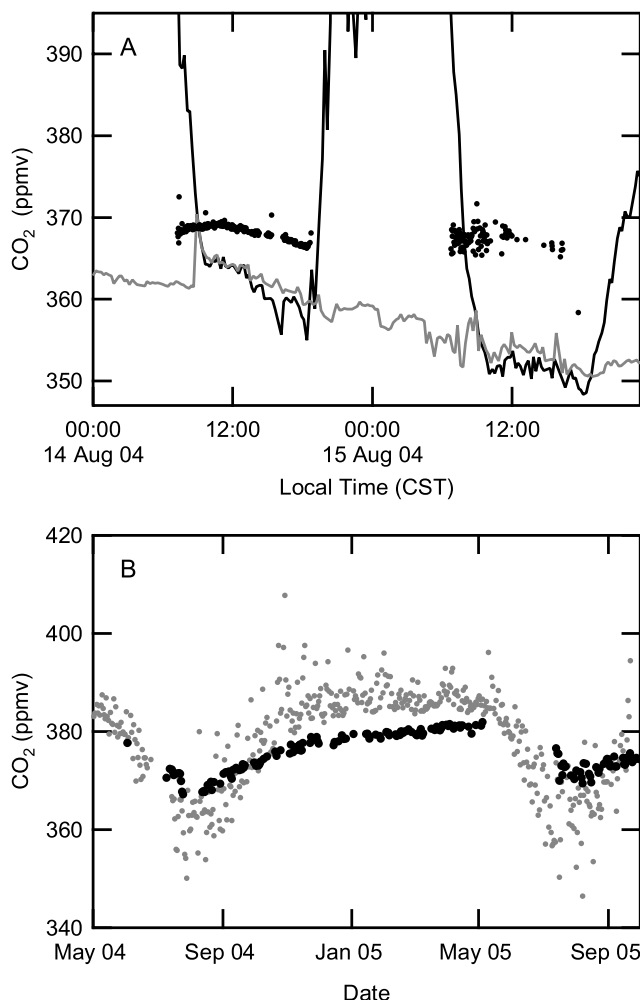 A
390
380
370
360
350
CO2 (ppmv)
00:00 12:00 00:00 12:00
14 Aug 04 15 Aug 04
Local Time (CST)
B
420
400
380
360
340
CO2 (ppmv)
May 04 Sep 04 Jan 05 May 05 Sep 05
Date